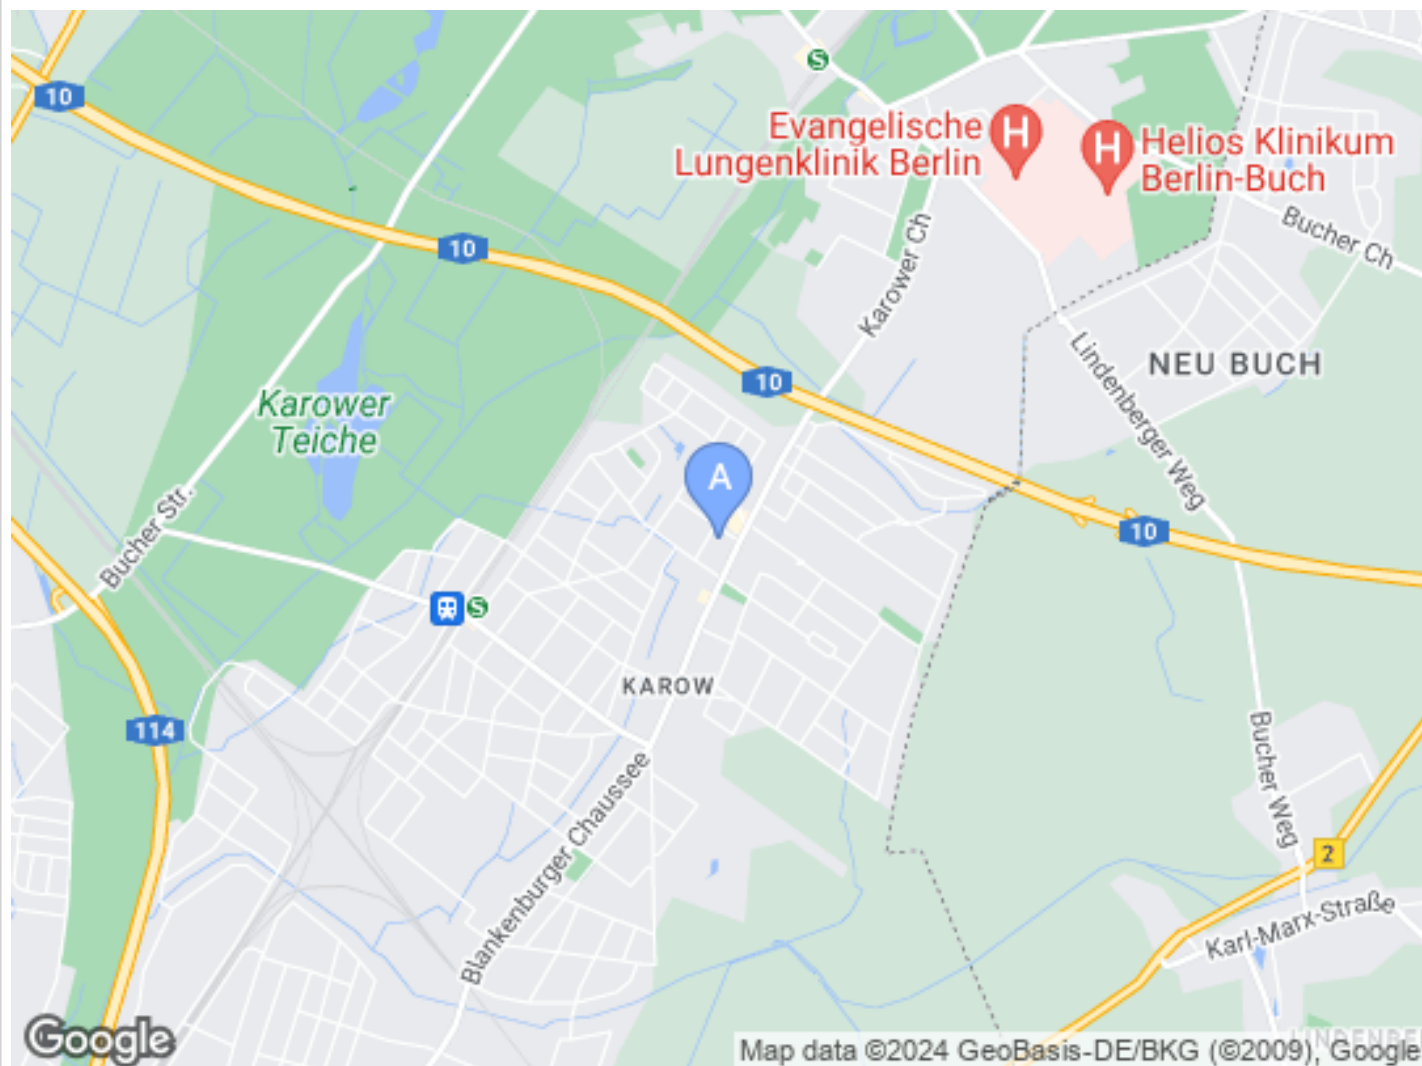 10
S
Evangelische
Lungenklinik Berlin
H
H
Helios Klinikum
Berlin-Buch
Bucher Ch
Karower Ch
10
Lindenberger Weg
NEU BUCH
10
Karower
Teiche
A
Bucher Str.
10
S
KAROW
114
Bucher Weg
Blankenburger Chaussee
2
Karl-Marx-Straße
Google
Map data ©2024 GeoBasis-DE/BKG (©2009), Google